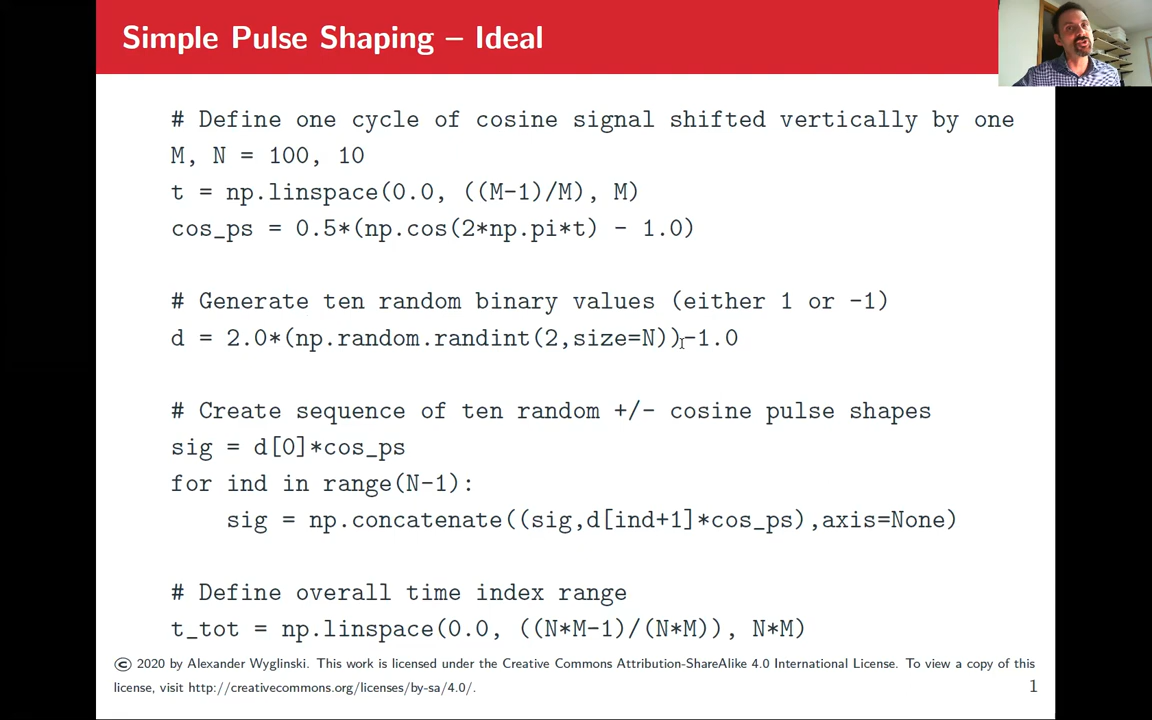 Simple Pulse Shaping – Ideal
# Define one cycle of cosine signal shifted vertically by one
M, N = 100, 10
t = np.linspace(0.0, ((M-1)/M), M)
cos_ps = 0.5*(np.cos(2*np.pi*t) - 1.0)
# Generate ten random binary values (either 1 or -1)
d = 2.0*(np.random.randint(2,size=N))-1.0
# Create sequence of ten random +/- cosine pulse shapes
sig = d[0]*cos_ps
for ind in range(N-1):
    sig = np.concatenate((sig,d[ind+1]*cos_ps),axis=None)
# Define overall time index range
t_tot = np.linspace(0.0, ((N*M-1)/(N*M)), N*M)
© 2020 by Alexander Wyglinski. This work is licensed under the Creative Commons Attribution-ShareAlike 4.0 International License. To view a copy of this
license, visit http://creativecommons.org/licenses/by-sa/4.0/.
1